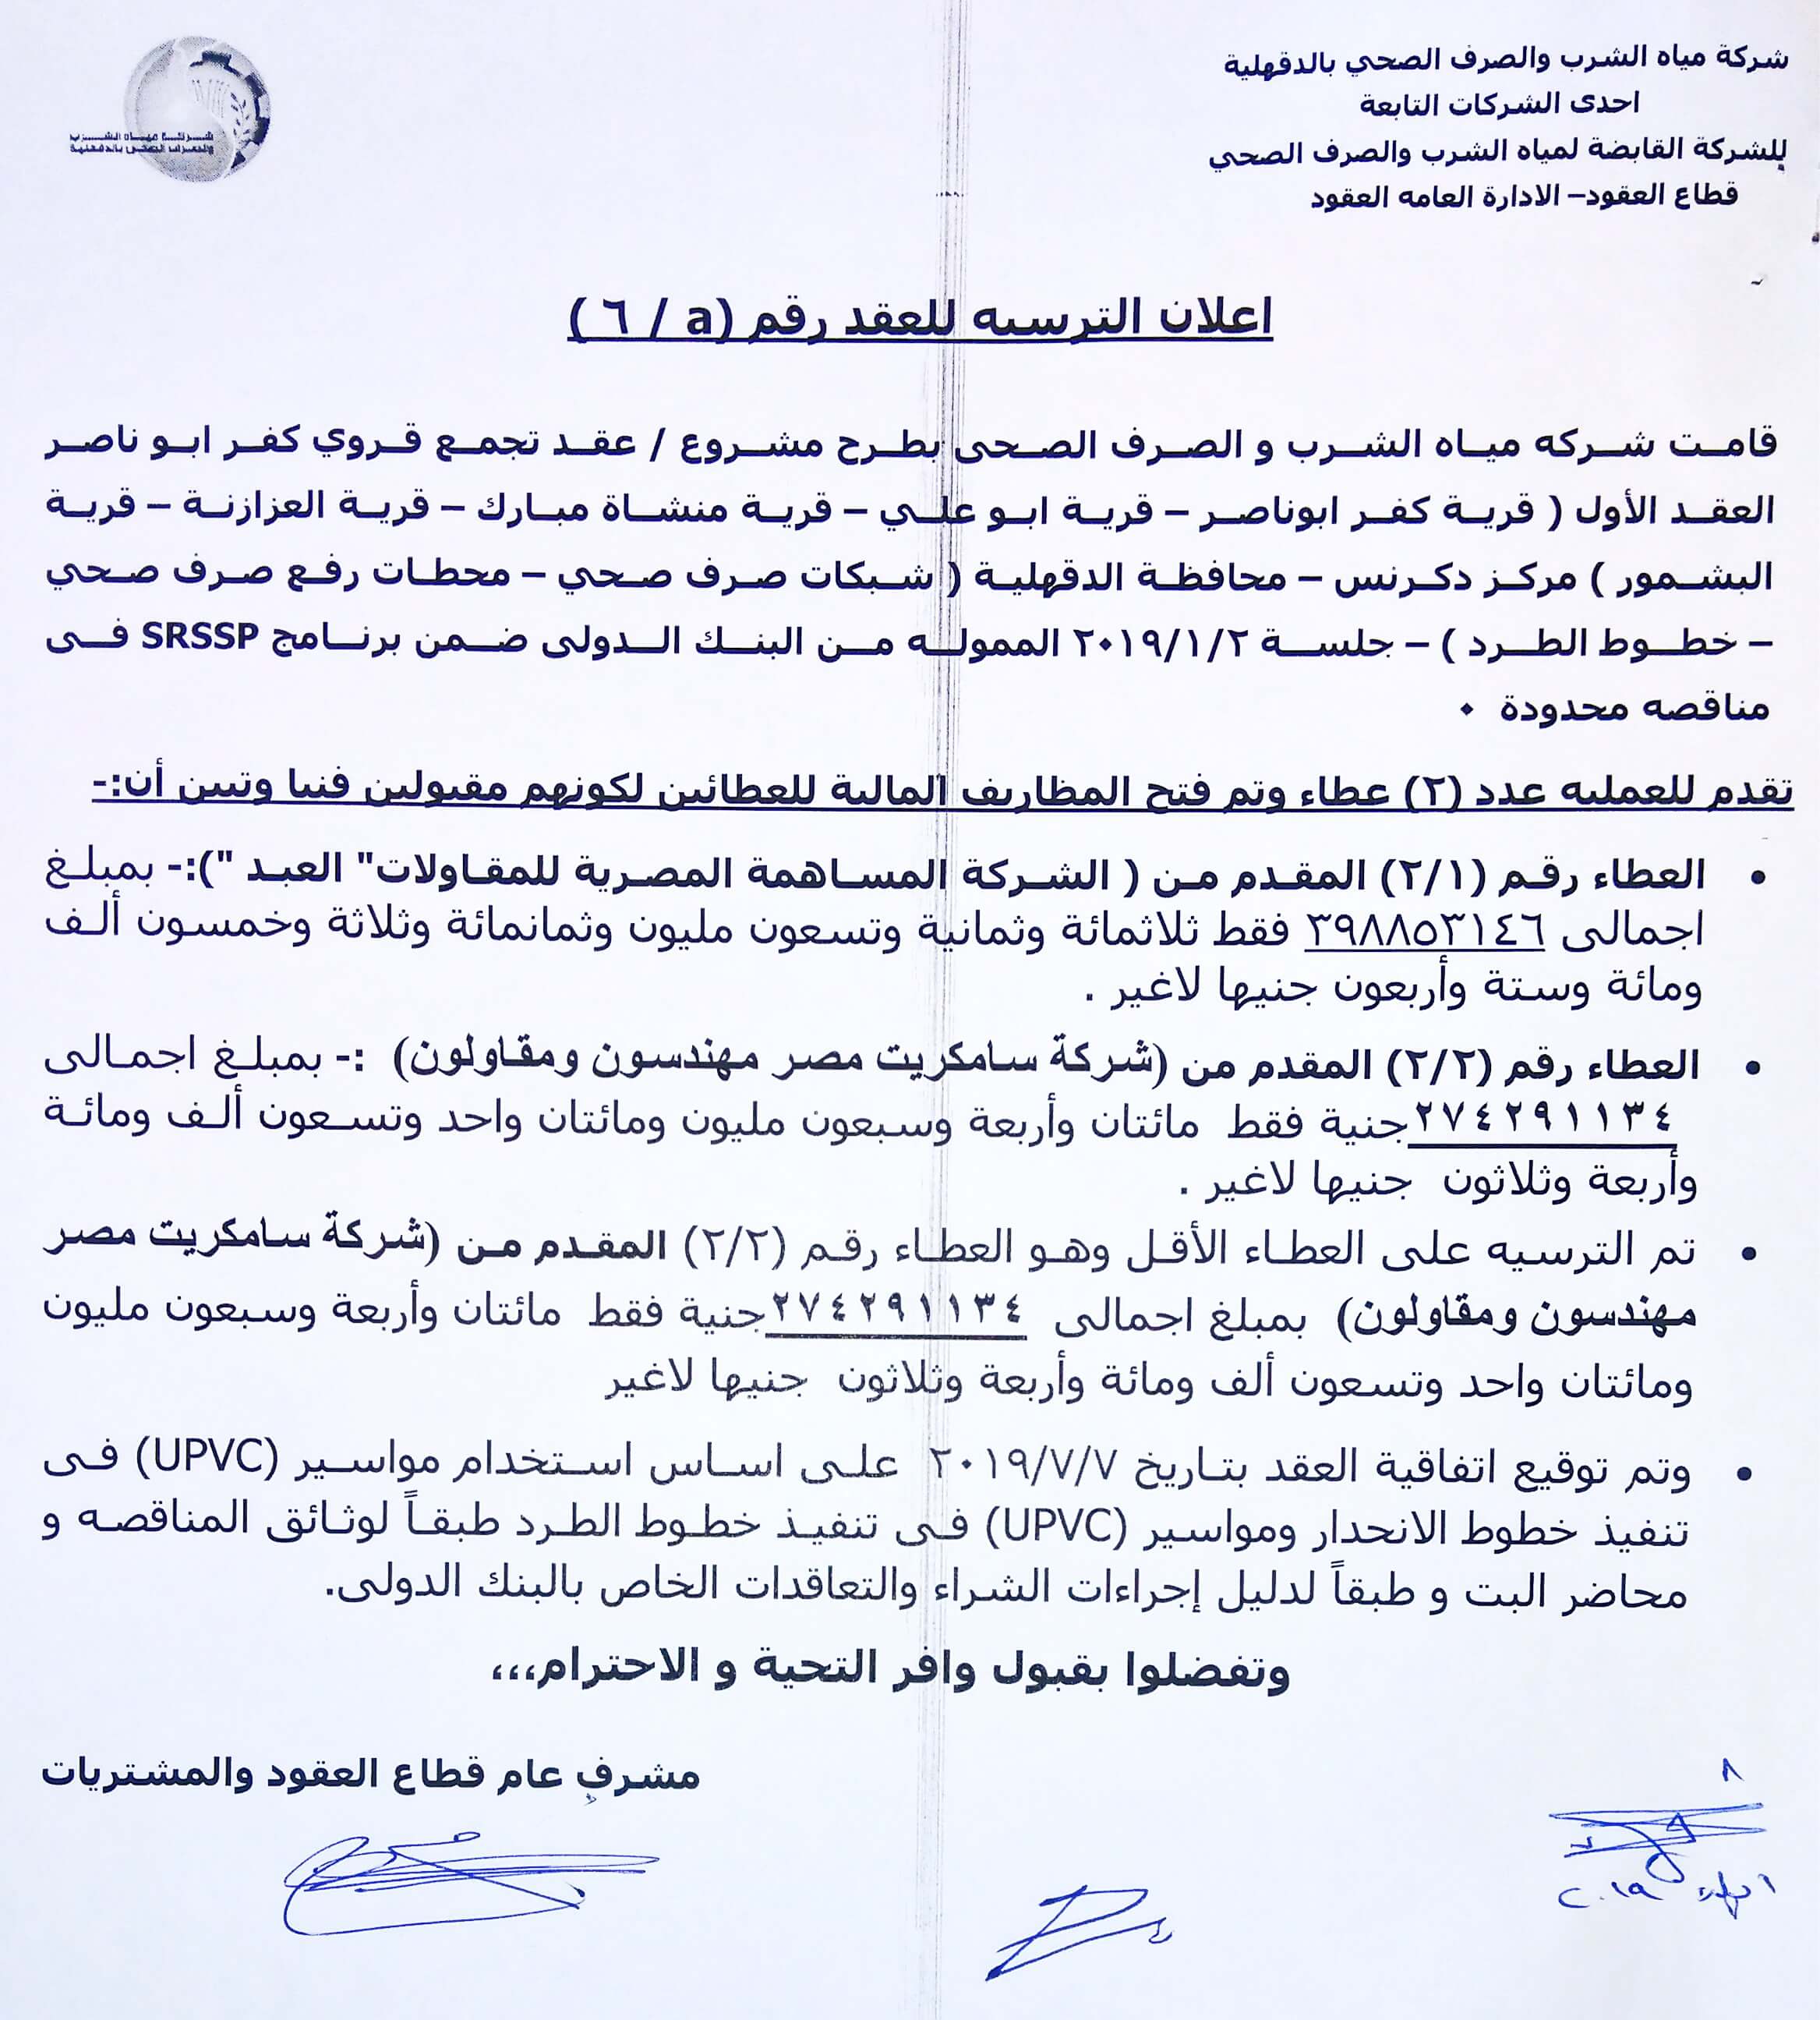 شركة مياه الشرب والصرف الصحي بالدقهلية
احدى الشركات التابعة
للشركة القابضة لمياه الشرب والصرف الصحي
قطاع العقود– الادارة العامه العقود
شركة مياه الشرب
والصرف الصحى بالدقهلية
اعلان الترسيه للعقد رقم (a / ٦ )
قامت شركه مياه الشرب و الصرف الصحى بطرح مشروع / عقد تجمع قروي كفر ابو ناصر
العقد الأول ( قرية كفر ابوناصر – قرية ابو علي – قرية منشاة مبارك – قرية العزازنة – قرية
البشمور ) مركز دكرنس – محافظة الدقهلية ( شبكات صرف صحي – محطات رفع صرف صحي
– خطوط الطرد ) – جلسة ٢٠١٩/١/٢ الممولة من البنك الدولى ضمن برنامج SRSSP فى
مناقصه محدودة ٠
تقدم للعمليه عدد (٢) عطاء وتم فتح المظاريف المالية للعطائين لكونهم مقبولين فنيا وتبين أن:-
• العطاء رقم (٢/١) المقدم من ( الشركة المساهمة المصرية للمقاولات" العبد "):- بمبلغ
اجمالى ٣٩٨٨٥٣١٤٦ فقط ثلاثمائة وثمانية وتسعون مليون وثمانمائة وثلاثة وخمسون ألف
ومائة وستة وأربعون جنيها لاغير .
• العطاء رقم (٢/٢) المقدم من (شركة سامكريت مصر مهندسون ومقاولون) :- بمبلغ اجمالى
٢٧٤٢٩١١٣٤جنية فقط مائتان وأربعة وسبعون مليون ومائتان واحد وتسعون ألف ومائة
وأربعة وثلاثون جنيها لاغير .
• تم الترسيه على العطاء الأقل وهو العطاء رقم (٢/٢) المقدم من (شركة سامكريت مصر
مهندسون ومقاولون) بمبلغ اجمالى ٢٧٤٢٩١١٣٤جنية فقط مائتان وأربعة وسبعون مليون
ومائتان واحد وتسعون ألف ومائة وأربعة وثلاثون جنيها لاغير
• وتم توقيع اتفاقية العقد بتاريخ ٢٠١٩/٧/٧ على اساس استخدام مواسير (UPVC) فى
تنفيذ خطوط الانحدار ومواسير (UPVC) فى تنفيذ خطوط الطرد طبقاً لوثائق المناقصه و
محاضر البت و طبقاً لدليل إجراءات الشراء والتعاقدات الخاص بالبنك الدولى.
وتفضلوا بقبول وافر التحية و الاحترام،،،
مشرف عام قطاع العقود والمشتريات